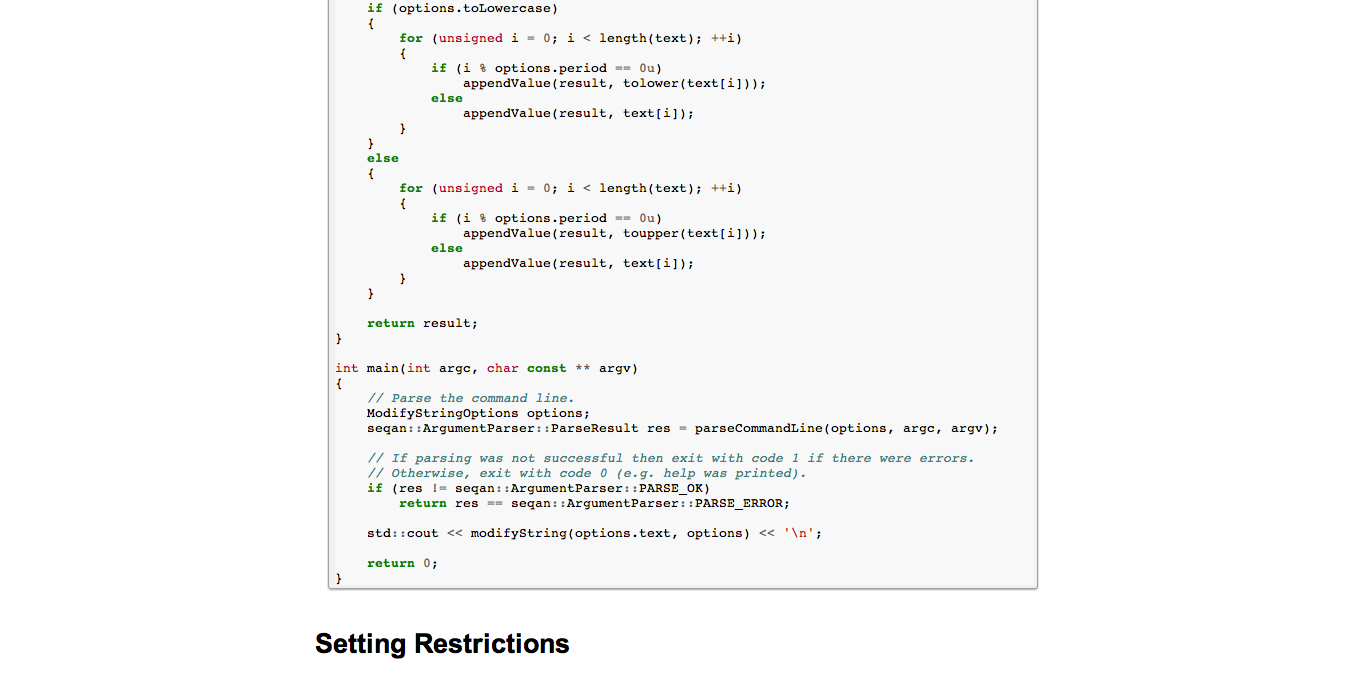 if (options.toLowercase)
    {
        for (unsigned i = 0; i < length(text); ++i)
        {
            if (i % options.period == 0u)
                appendValue(result, tolower(text[i]));
            else
                appendValue(result, text[i]);
        }
    }
    else
    {
        for (unsigned i = 0; i < length(text); ++i)
        {
            if (i % options.period == 0u)
                appendValue(result, toupper(text[i]));
            else
                appendValue(result, text[i]);
        }
    }

    return result;
}

int main(int argc, char const ** argv)
{
    // Parse the command line.
    ModifyStringOptions options;
    seqan::ArgumentParser::ParseResult res = parseCommandLine(options, argc, argv);

    // If parsing was not successful then exit with code 1 if there were errors.
    // Otherwise, exit with code 0 (e.g. help was printed).
    if (res != seqan::ArgumentParser::PARSE_OK)
        return res == seqan::ArgumentParser::PARSE_ERROR;

    std::cout << modifyString(options.text, options) << '\n';

    return 0;
}
Setting Restrictions